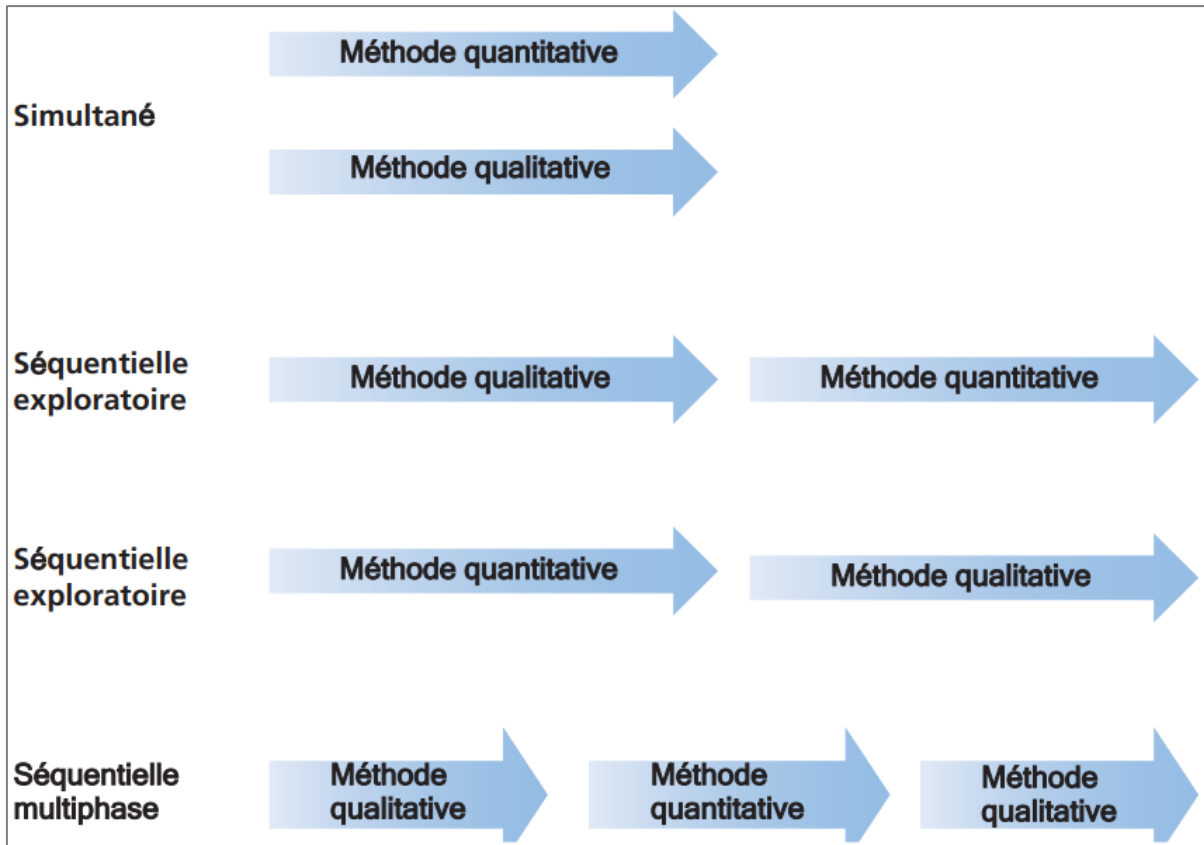 Méthode quantitative
Simultané
Méthode qualitative
Séquentielle
exploratoire
Méthode qualitative
Méthode quantitative
Séquentielle
exploratoire
Méthode quantitative
Méthode qualitative
Séquentielle
multiphase
Méthode
qualitative
Méthode
quantitative
Méthode
qualitative